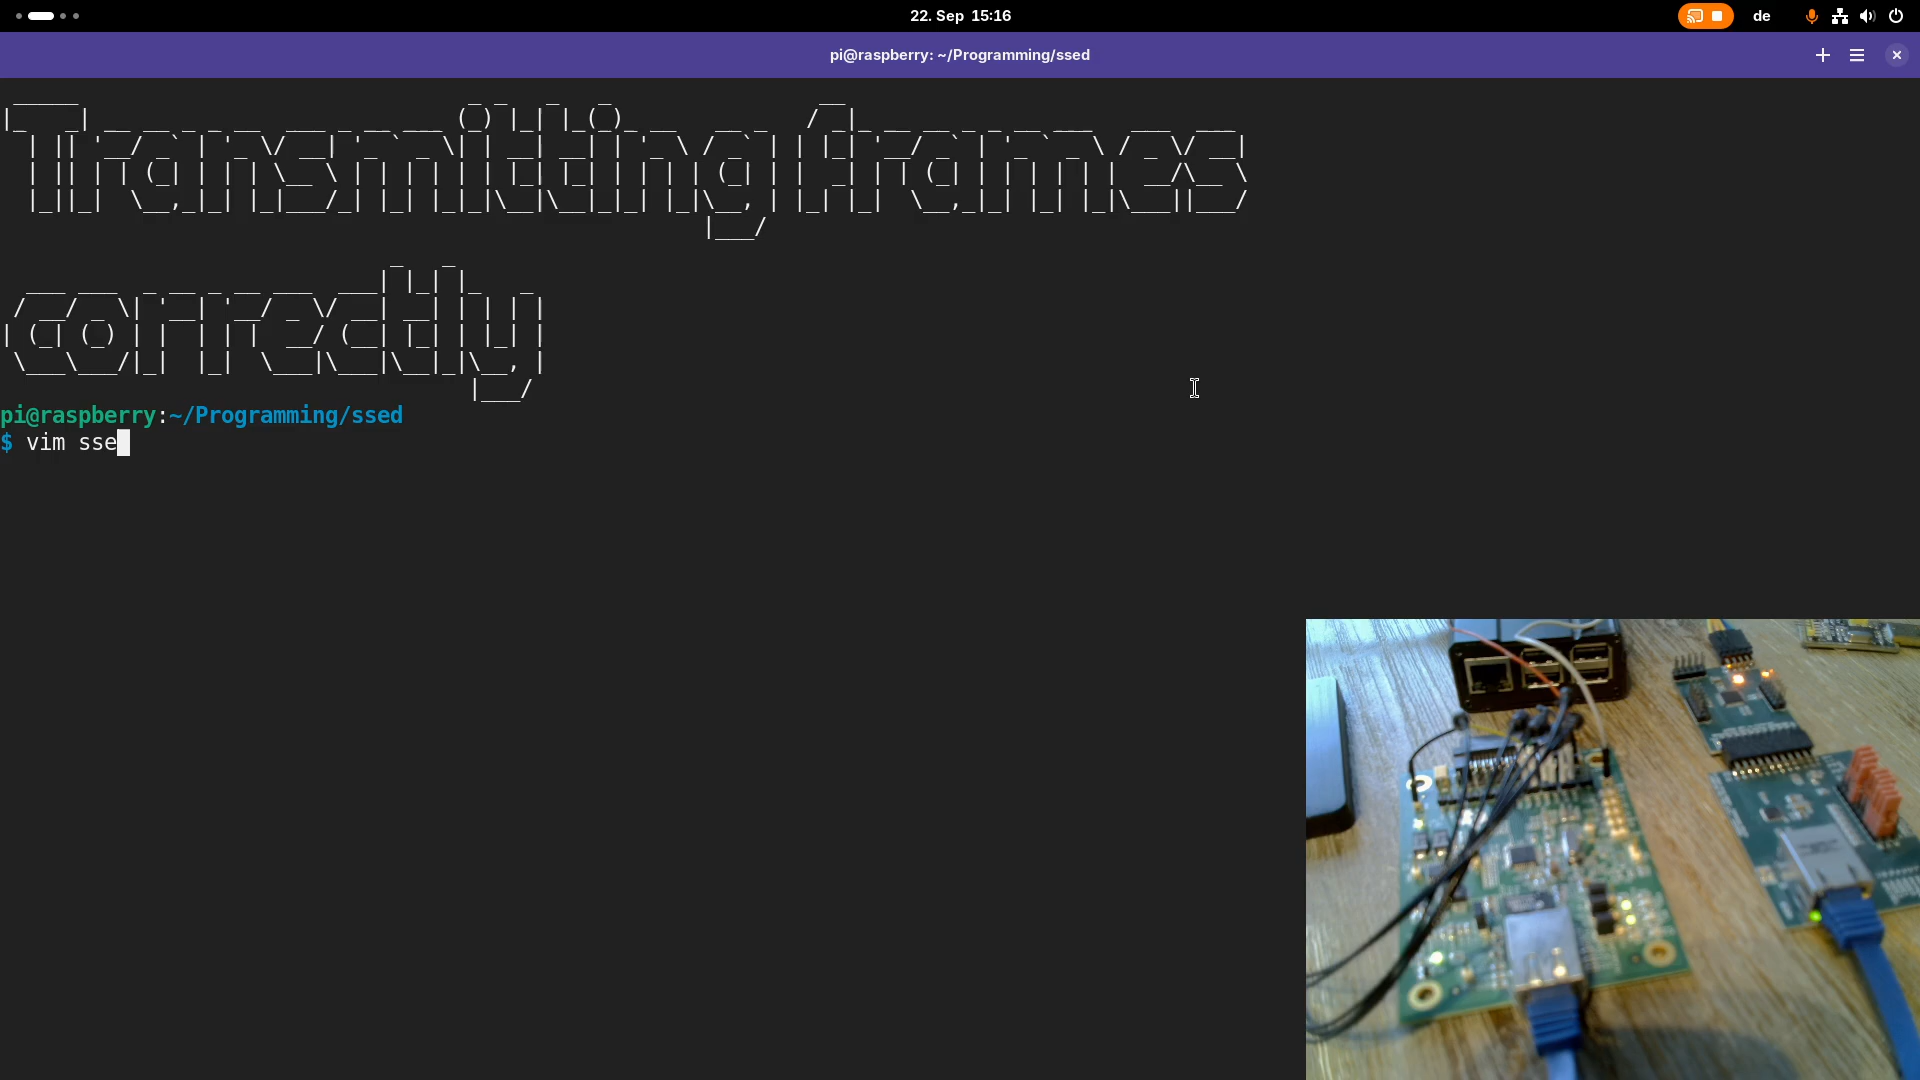 22. Sep 15:16
de
pi@raspberry: ~/Programming/ssed
Transmitting frames
correctly
pi@raspberry:~/Programming/ssed
$ vim sse